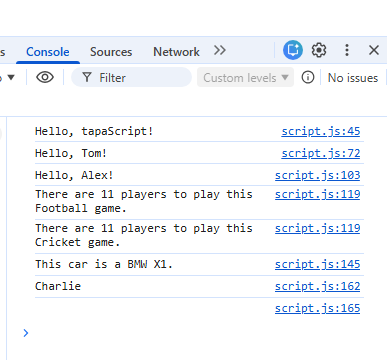 s Console Sources Network
Filter Custom levels No issues
Hello, tapaScript! script.js:45
Hello, Tom! script.js:72
Hello, Alex! script.js:103
There are 11 players to play this script.js:119
Football game.
There are 11 players to play this script.js:119
Cricket game.
This car is a BMW X1. script.js:145
Charlie script.js:162
script.js:165